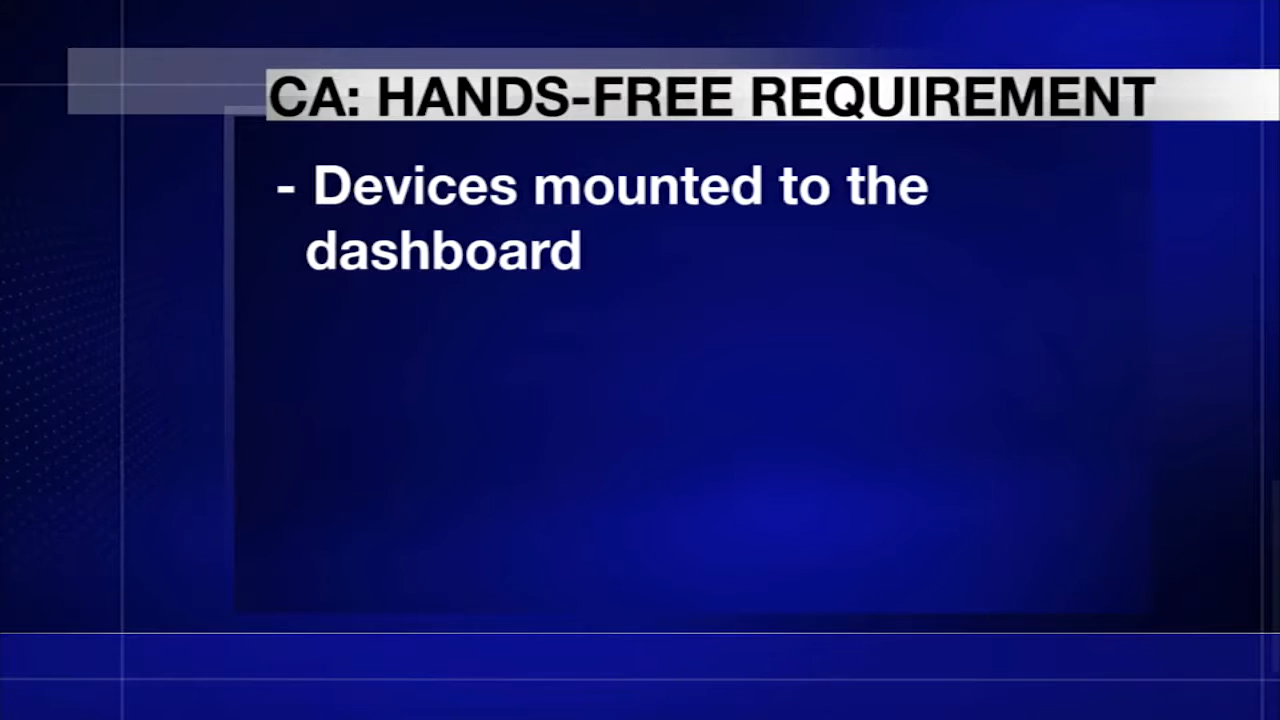 CA: HANDS-FREE REQUIREMENT
- Devices mounted to the
dashboard